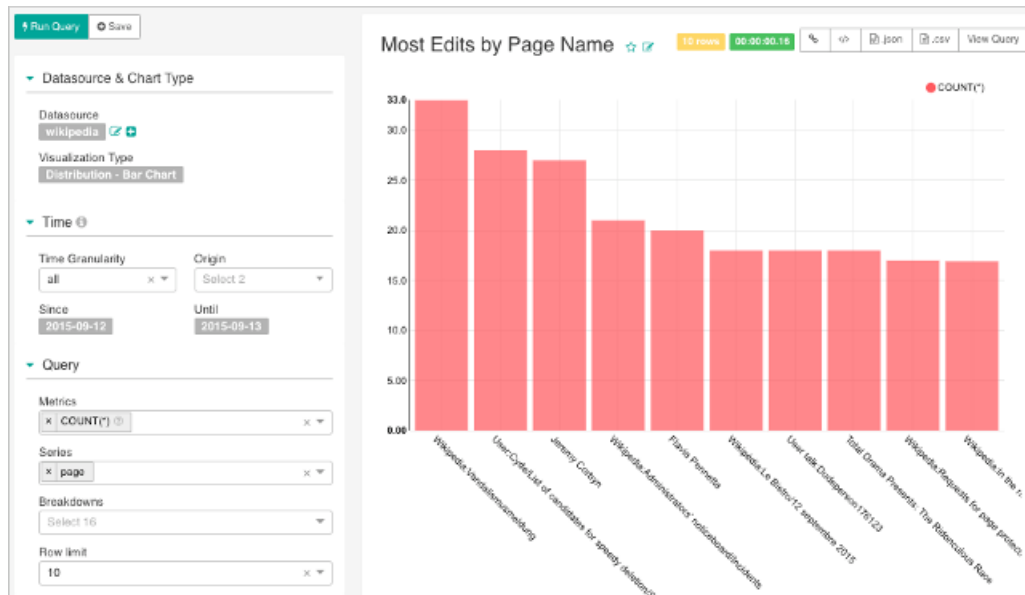 Run Query
Save
Datasource & Chart Type
Datasource
wikipedia
Visualization Type
Distribution - Bar Chart
Time
Time Granularity
Origin
all
Select 2
Since
Until
2015-09-12
2015-09-13
Query
Metrics
COUNT(*)
Series
page
Breakdowns
Select 16
Row limit
10
Most Edits by Page Name
10 rows
00:00:00.16
.json
.csv
View Query
COUNT(*)
33.0
30.0
25.0
20.0
15.0
10.0
5.00
0.00
Wikipedia:Vandalismusmeldung
User:Cyde/List of candidates for speedy deletion/
Jeremy Corbyn
Wikipedia:Administrators' noticeboard/Incidents
Flavia Pennetta
Wikipedia:Le Bistro/12 septembre 2015
User talk:Dudeperson176123
Total Drama Presents: The Ridonculous Race
Wikipedia:Requests for page protec
Wikipedia:In the